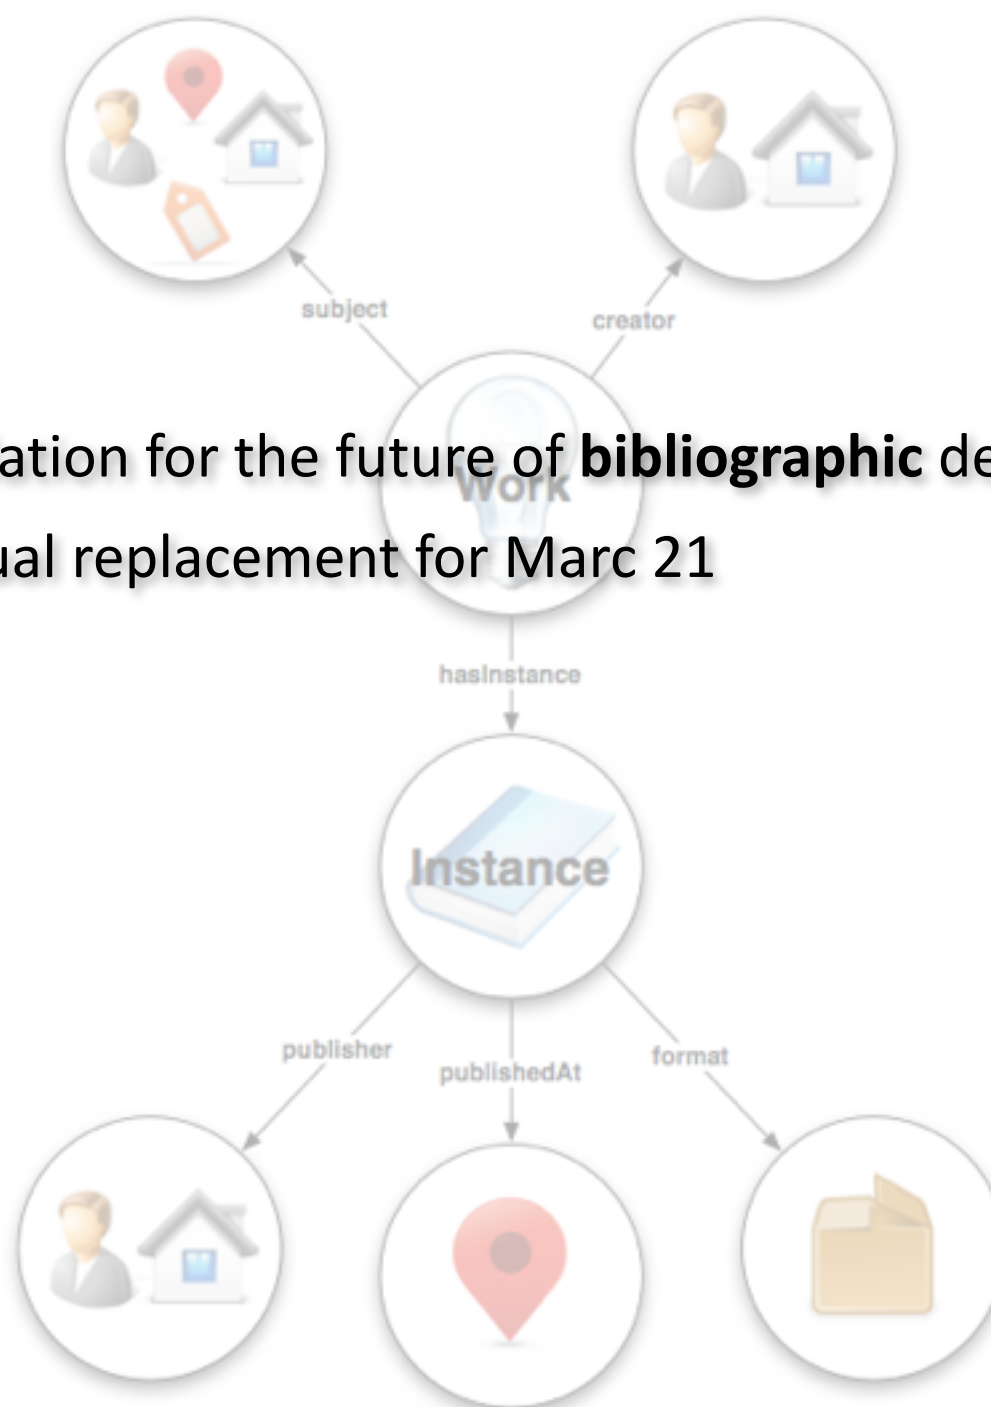 subject
creator
ation for the future of bibliographic de
Work
ual replacement for Marc 21
hasInstance
Instance
publisher
publishedAt
format